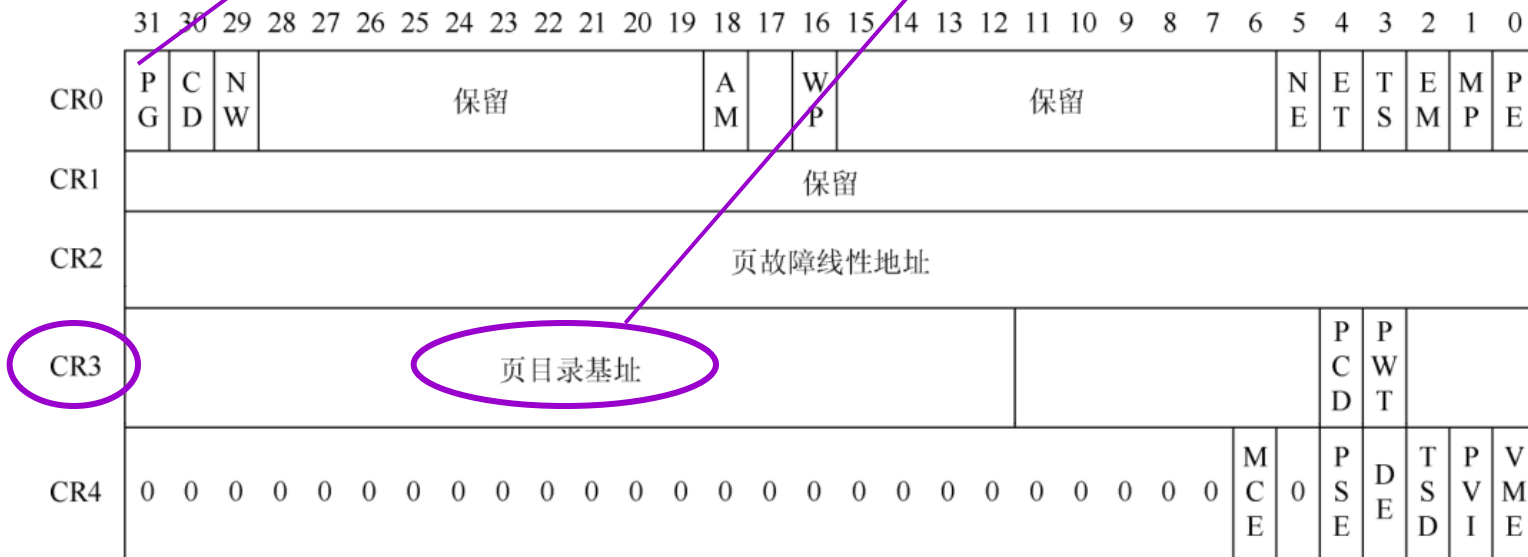 31 30 29 28 27 26 25 24 23 22 21 20 19 18 17 16 15 14 13 12 11 10 9 8 7 6 5 4 3 2 1 0
CR0 PG CD NW 保留 AM WP 保留 NE ET TS EM MP PE
CR1 保留
CR2 页故障线性地址
CR3 页目录基址 PCD PWT
CR4 0 0 0 0 0 0 0 0 0 0 0 0 0 0 0 0 0 0 0 0 0 0 0 0 0 MCE 0 PSE DE TSD PVI VME